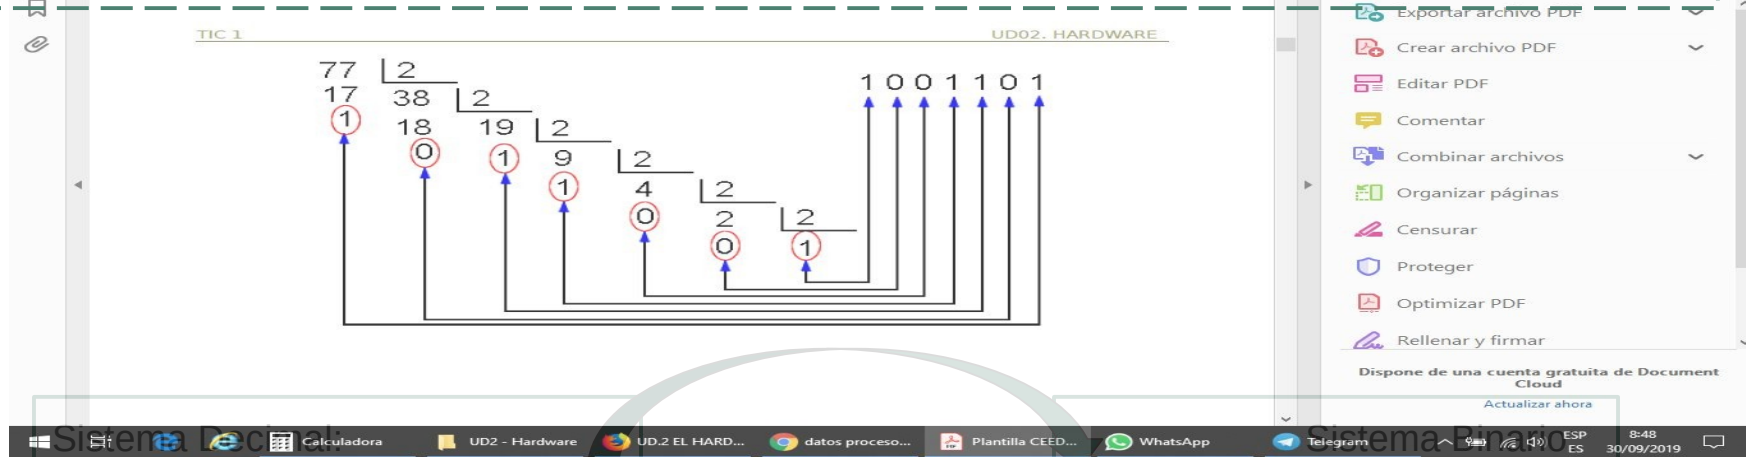 Exportar archivo PDF
TIC 1 UD02. HARDWARE
Crear archivo PDF
77 2 1 0 0 1 1 0 1
17 38 2
Editar PDF
1 18 19 2
Comentar
0 1 9 2
Combinar archivos
1 4 2
Organizar páginas
0 2 2
Censurar
0 1
Proteger
Optimizar PDF
Rellenar y firmar
Dispone de una cuenta gratuita de Document
Cloud
Actualizar ahora
Sistema Decimal: Sistema Binario
Calculadora UD2 - Hardware UD.2 EL HARD... datos proceso... Plantilla CEED... WhatsApp Telegram ESP 8:48
ES 30/09/2019